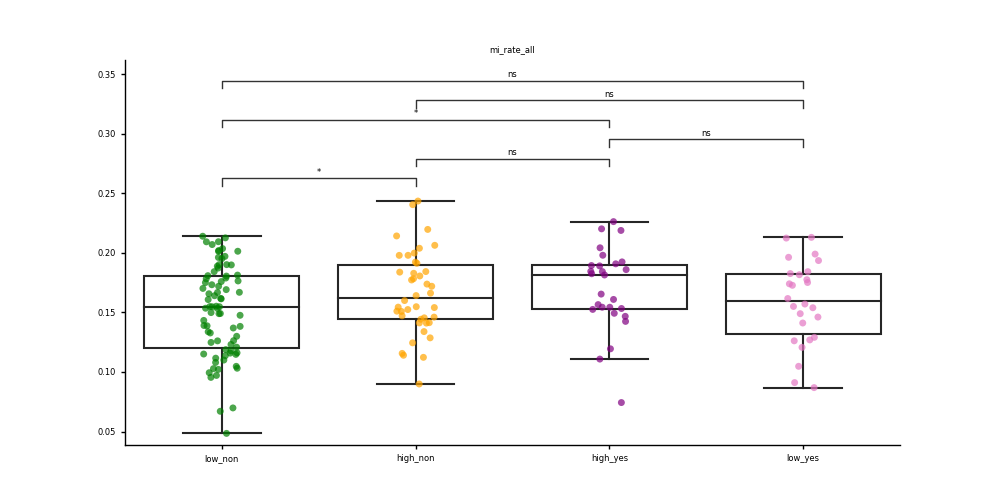 mi_rate_all
0.35
ns
ns
*
0.30
ns
ns
0.25
*
0.20
0.15
0.10
0.05
low_non
high_non
high_yes
low_yes